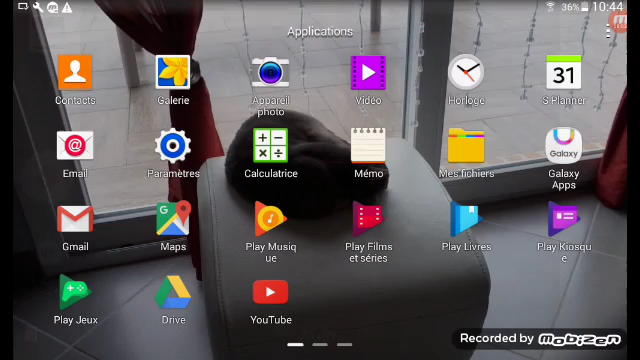 36% 10:44
Applications
31
Contacts
Galerie
Appareil
photo
Vidéo
Horloge
S Planner
Galaxy
Email
Paramètres
Calculatrice
Mémo
Mes fichiers
Galaxy
Apps
G
Gmail
Maps
Play Musiq
ue
Play Films
et séries
Play Livres
Play Kiosqu
e
Play Jeux
Drive
YouTube
Recorded by Mobizen